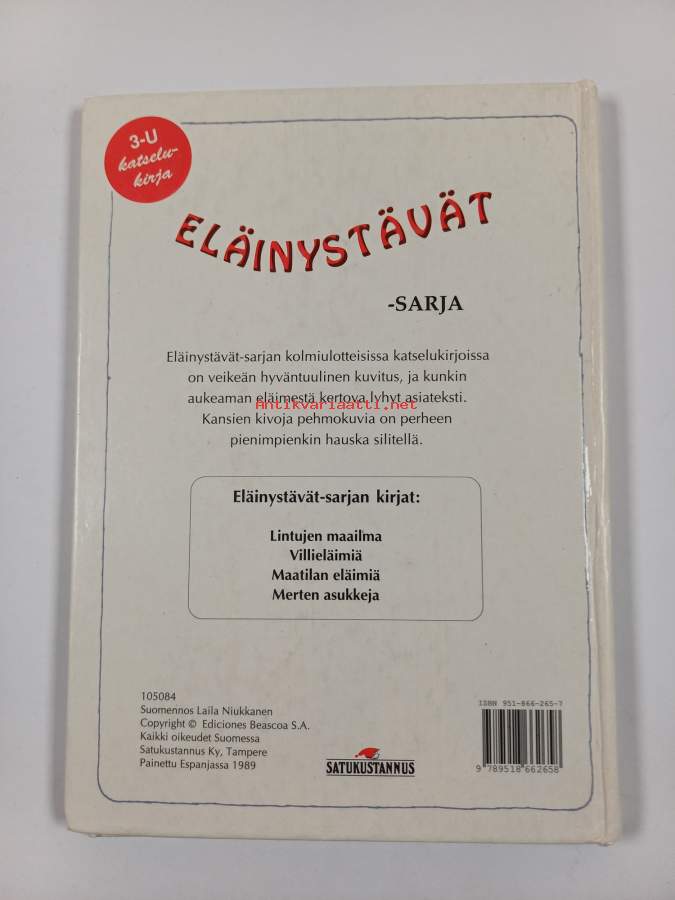 3-U
katselu-
kirja
ELÄINYSTÄVÄT
-SARJA
Eläinystävät-sarjan kolmiulotteisissa katselukirjoissa
on veikeän hyväntuulinen kuvitus, ja kunkin
aukeaman eläimestä kertova lyhyt asiateksti.
Antikvariaatti.net
Kansien kivoja pehmokuvia on perheen
pienimpienkin hauska silitellä.
Eläinystävät-sarjan kirjat:
Lintujen maailma
Villieläimiä
Maatilan eläimiä
Merten asukkeja
105084
Suomennos Laila Niukkanen
Copyright © Ediciones Beascoa S.A.
Kaikki oikeudet Suomessa
Satukustannus Ky, Tampere
Painettu Espanjassa 1989
SATUKUSTANNUS
ISBN 951-866-265-7
9 789518 662658